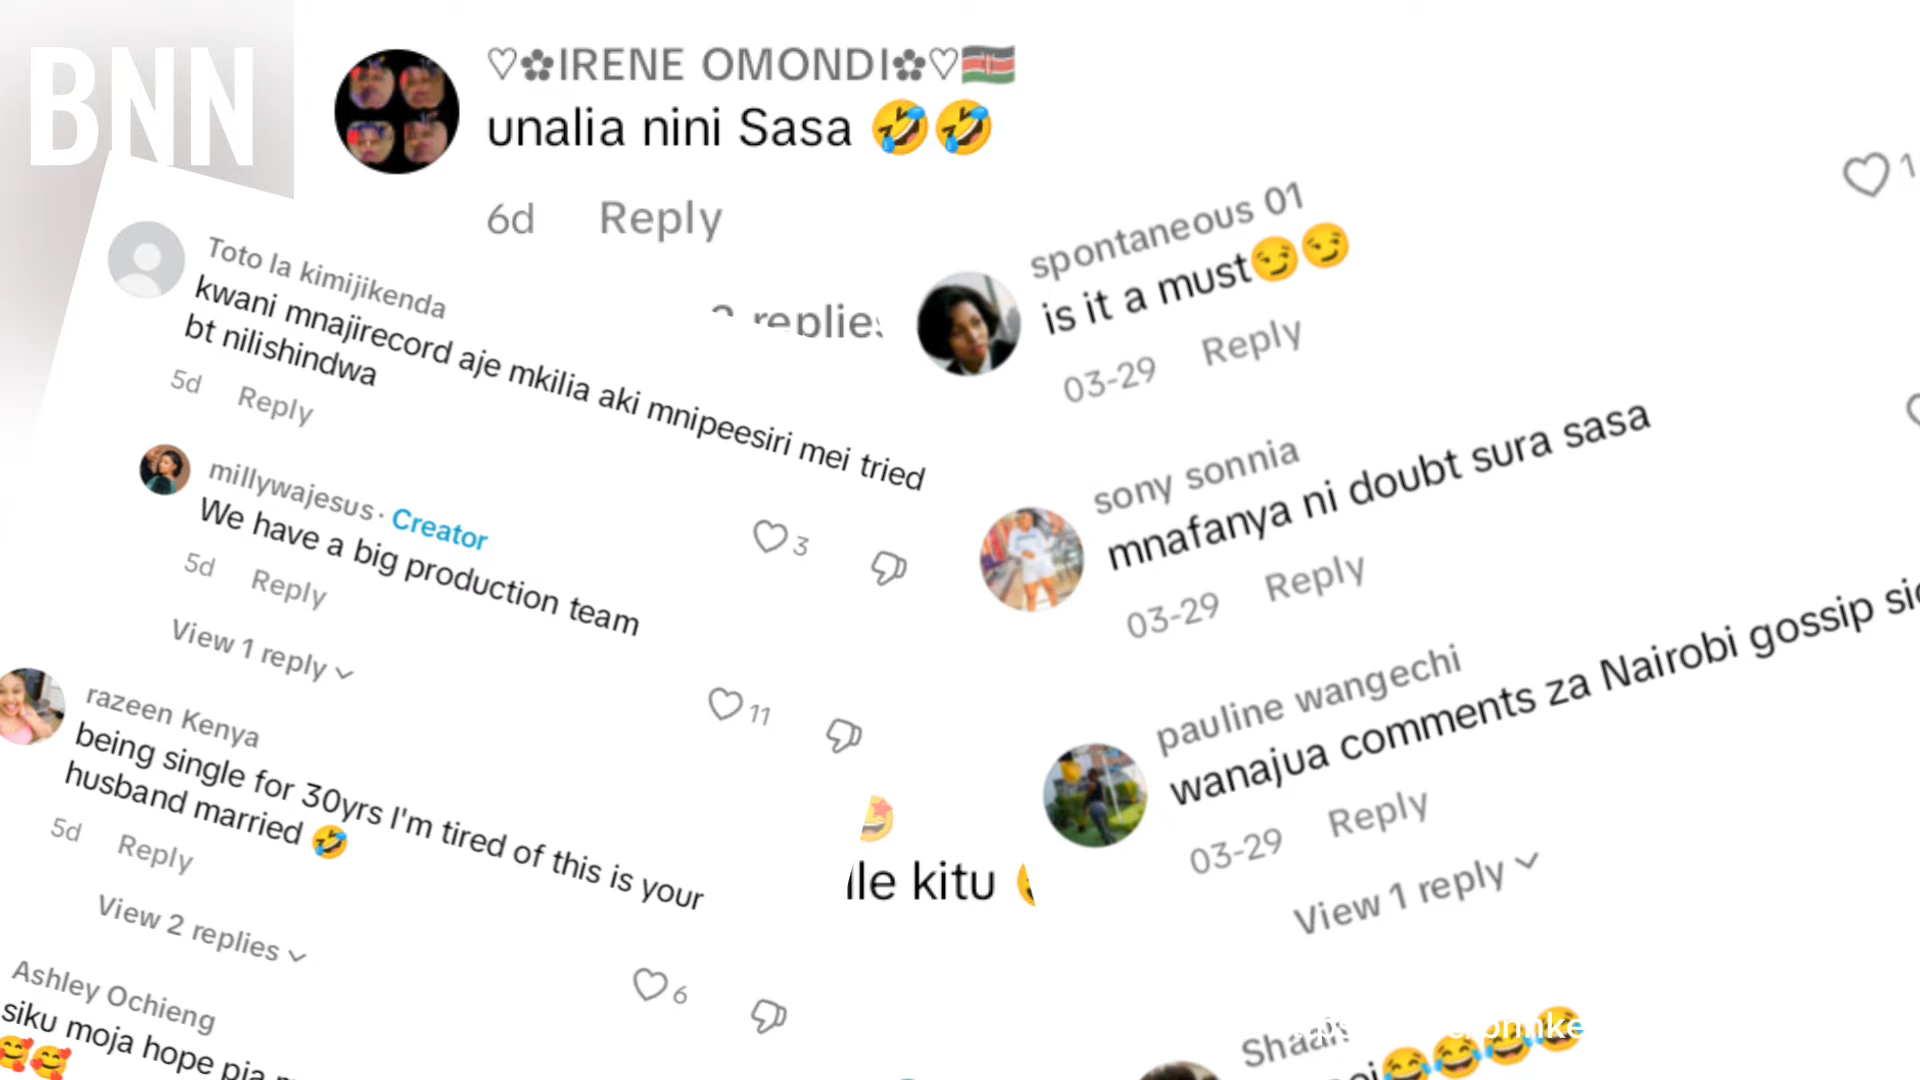 BNN
♡✿IRENE OMONDI✿♡🇰🇪
unalia nini Sasa 🤣🤣
6d Reply
replies
Toto la kimijikenda
kwani mnajirecord aje mkilia aki mnipeesiri mei tried
bt nilishindwa
5d Reply
3
millywajesus · Creator
We have a big production team
5d Reply
11
View 1 reply
razeen Kenya
being single for 30yrs I'm tired of this is your
husband married 🤣
5d Reply
6
View 2 replies
Ashley Ochieng
siku moja hope pia
🥰🥰
kitu
spontaneous 01
is it a must😏😏
03-29 Reply
1
sony sonnia
mnafanya ni doubt sura sasa
03-29 Reply
pauline wangechi
wanajua comments za Nairobi gossip
03-29 Reply
View 1 reply
😂😂😂😂